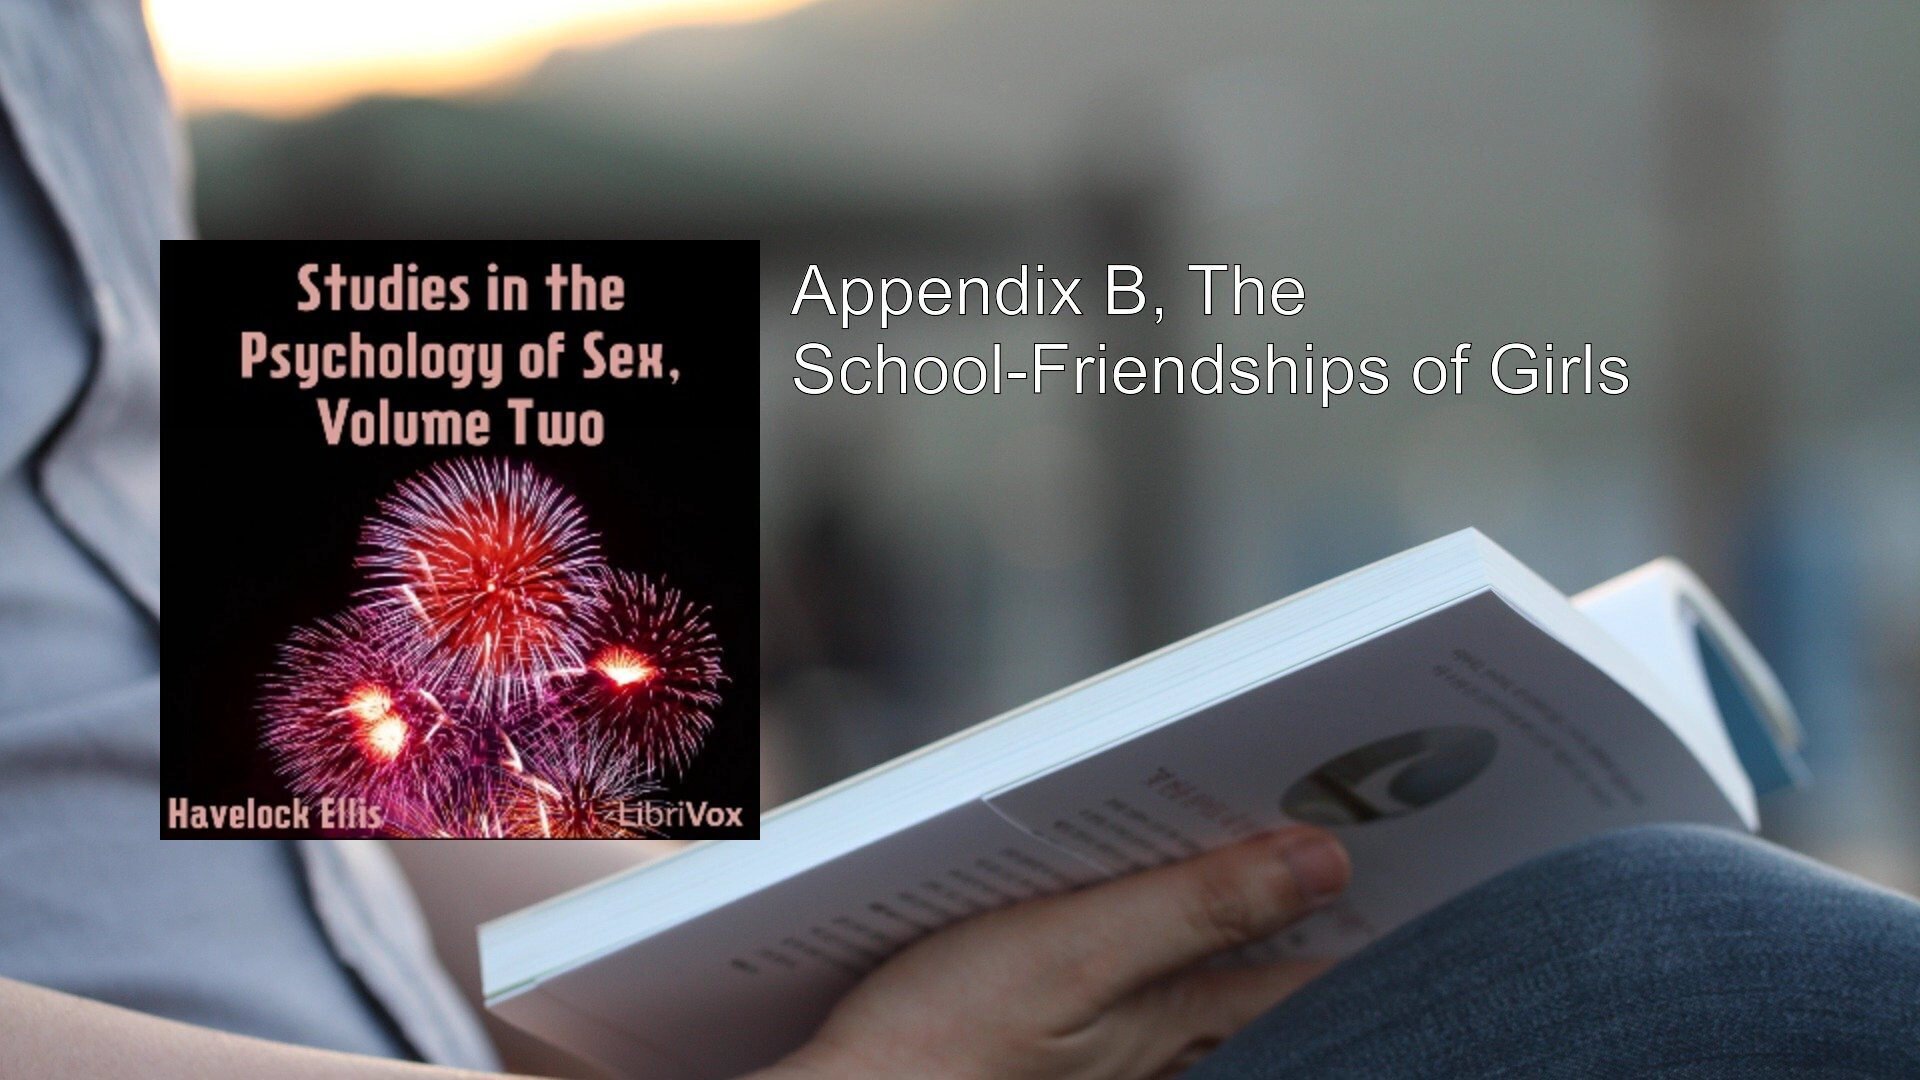 Studies in the
Psychology of Sex,
Volume Two
Havelock Ellis
LibriVox
Appendix B, The
School-Friendships of Girls